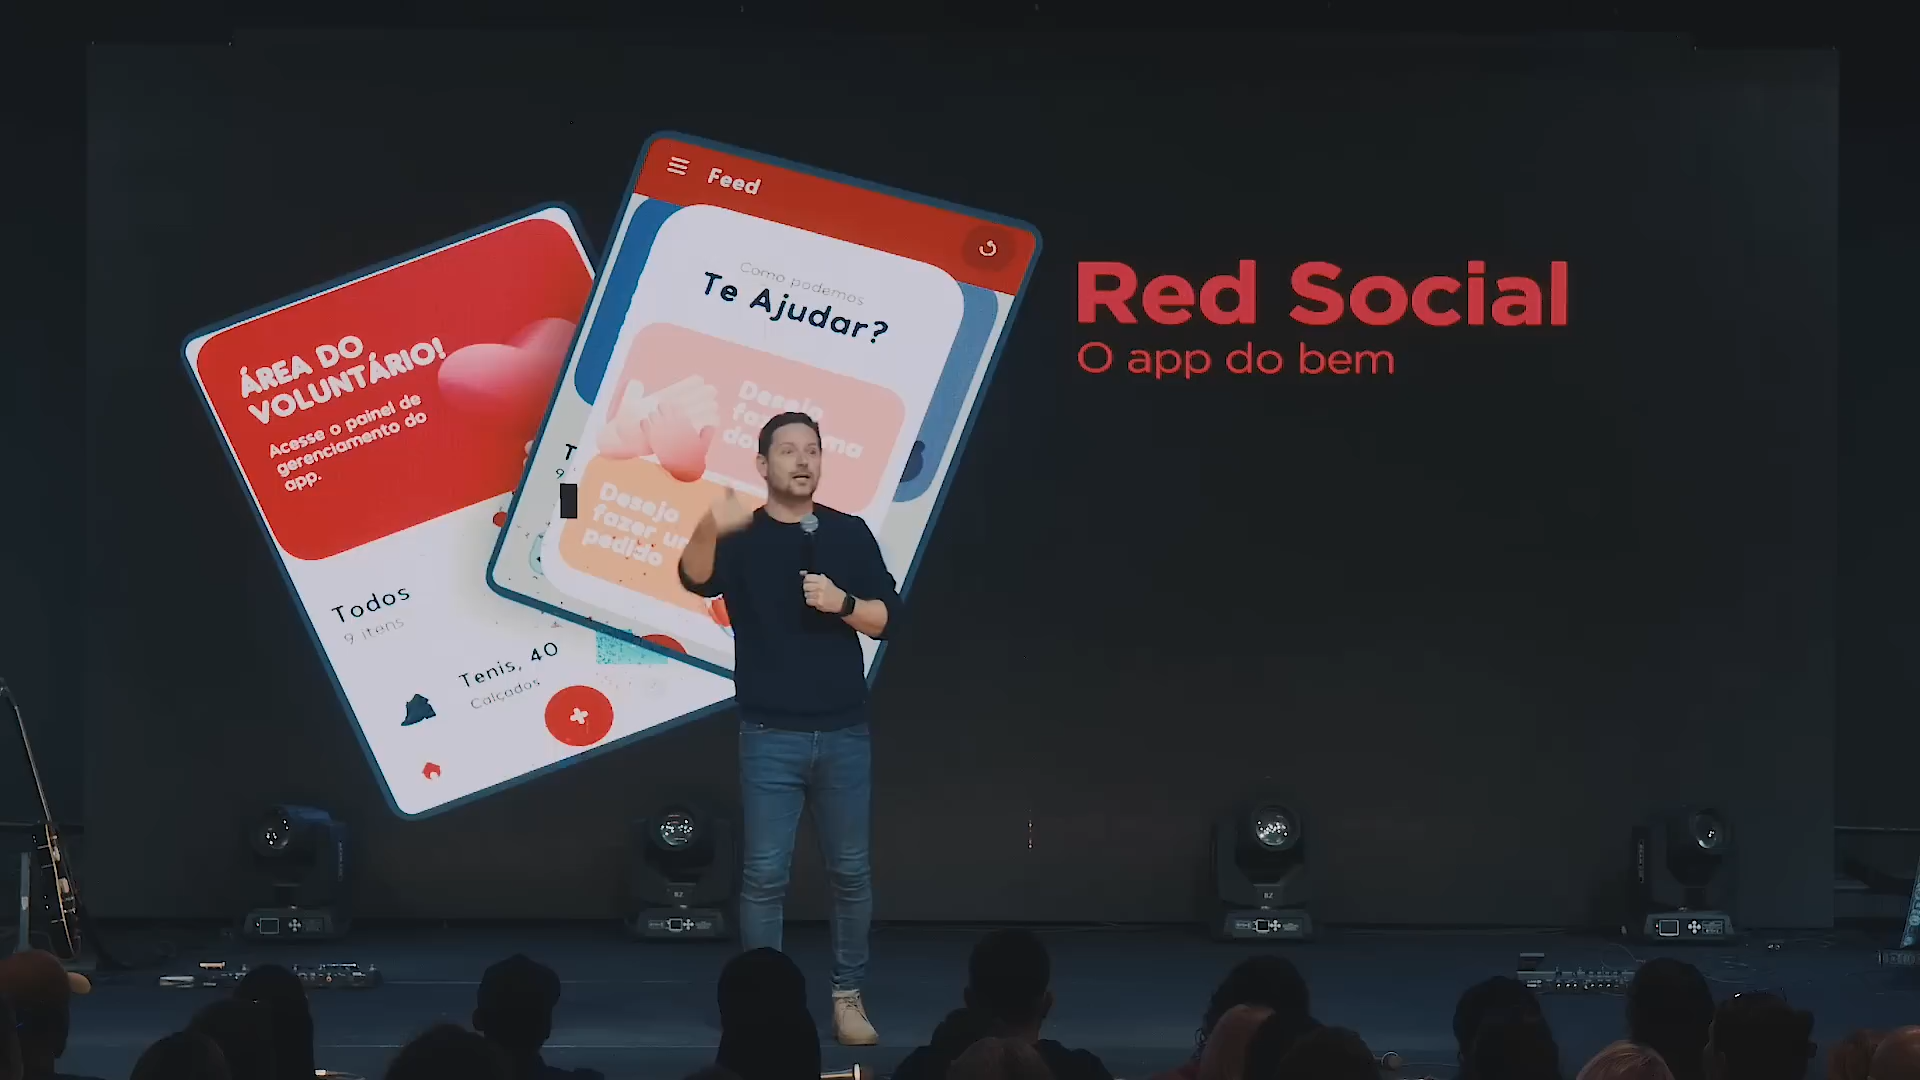 Feed
Como podemos
Te Ajudar?
Desejo
Desejo
fazer
pedido
ÁREA DO
VOLUNTÁRIO!
Acesse o painel de
gerenciamento do
app.
Todos
9 itens
Tenis, 40
Calçados
Red Social
O app do bem